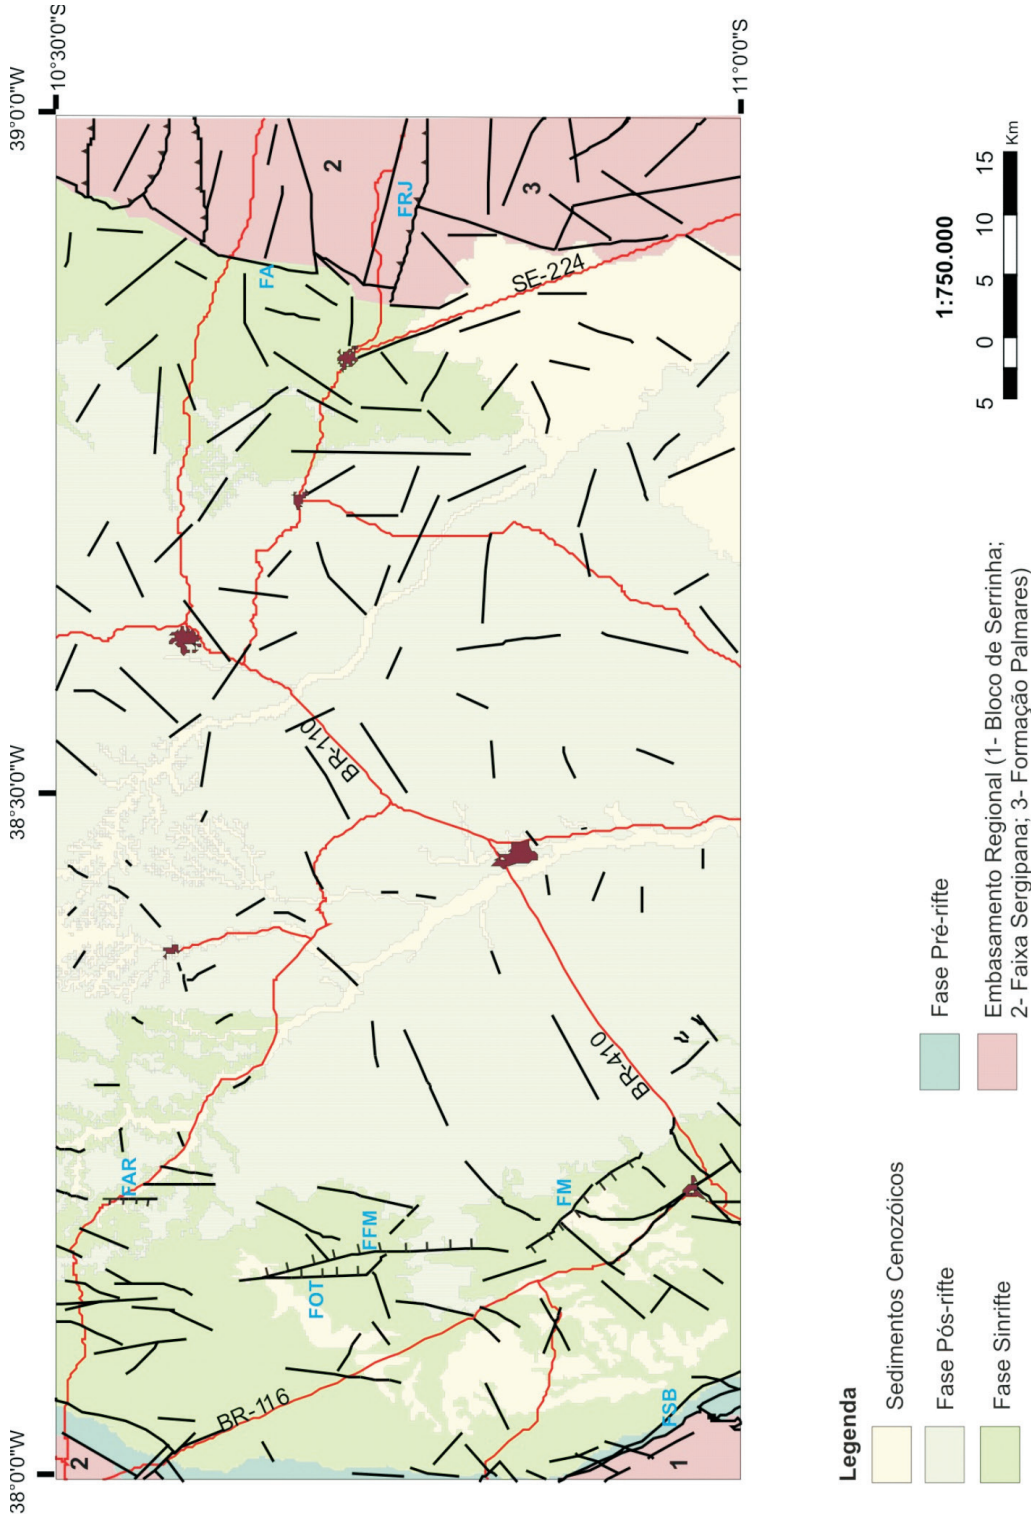 38°0'0"W
38°30'0"W
39°0'0"W
10°30'0"S
11°0'0"S
2
BR-116
FAR
FOT
FFM
FM
FSB
1
BR-410
BR-110
FA
2
FRJ
3
SE-224
Legenda
Sedimentos Cenozóicos
Fase Pós-rifte
Fase Sinrifte
Fase Pré-rifte
Embasamento Regional (1- Bloco de Serrinha;
2- Faixa Sergipana; 3- Formação Palmares)
1:750.000
5 0 5 10 15
Km